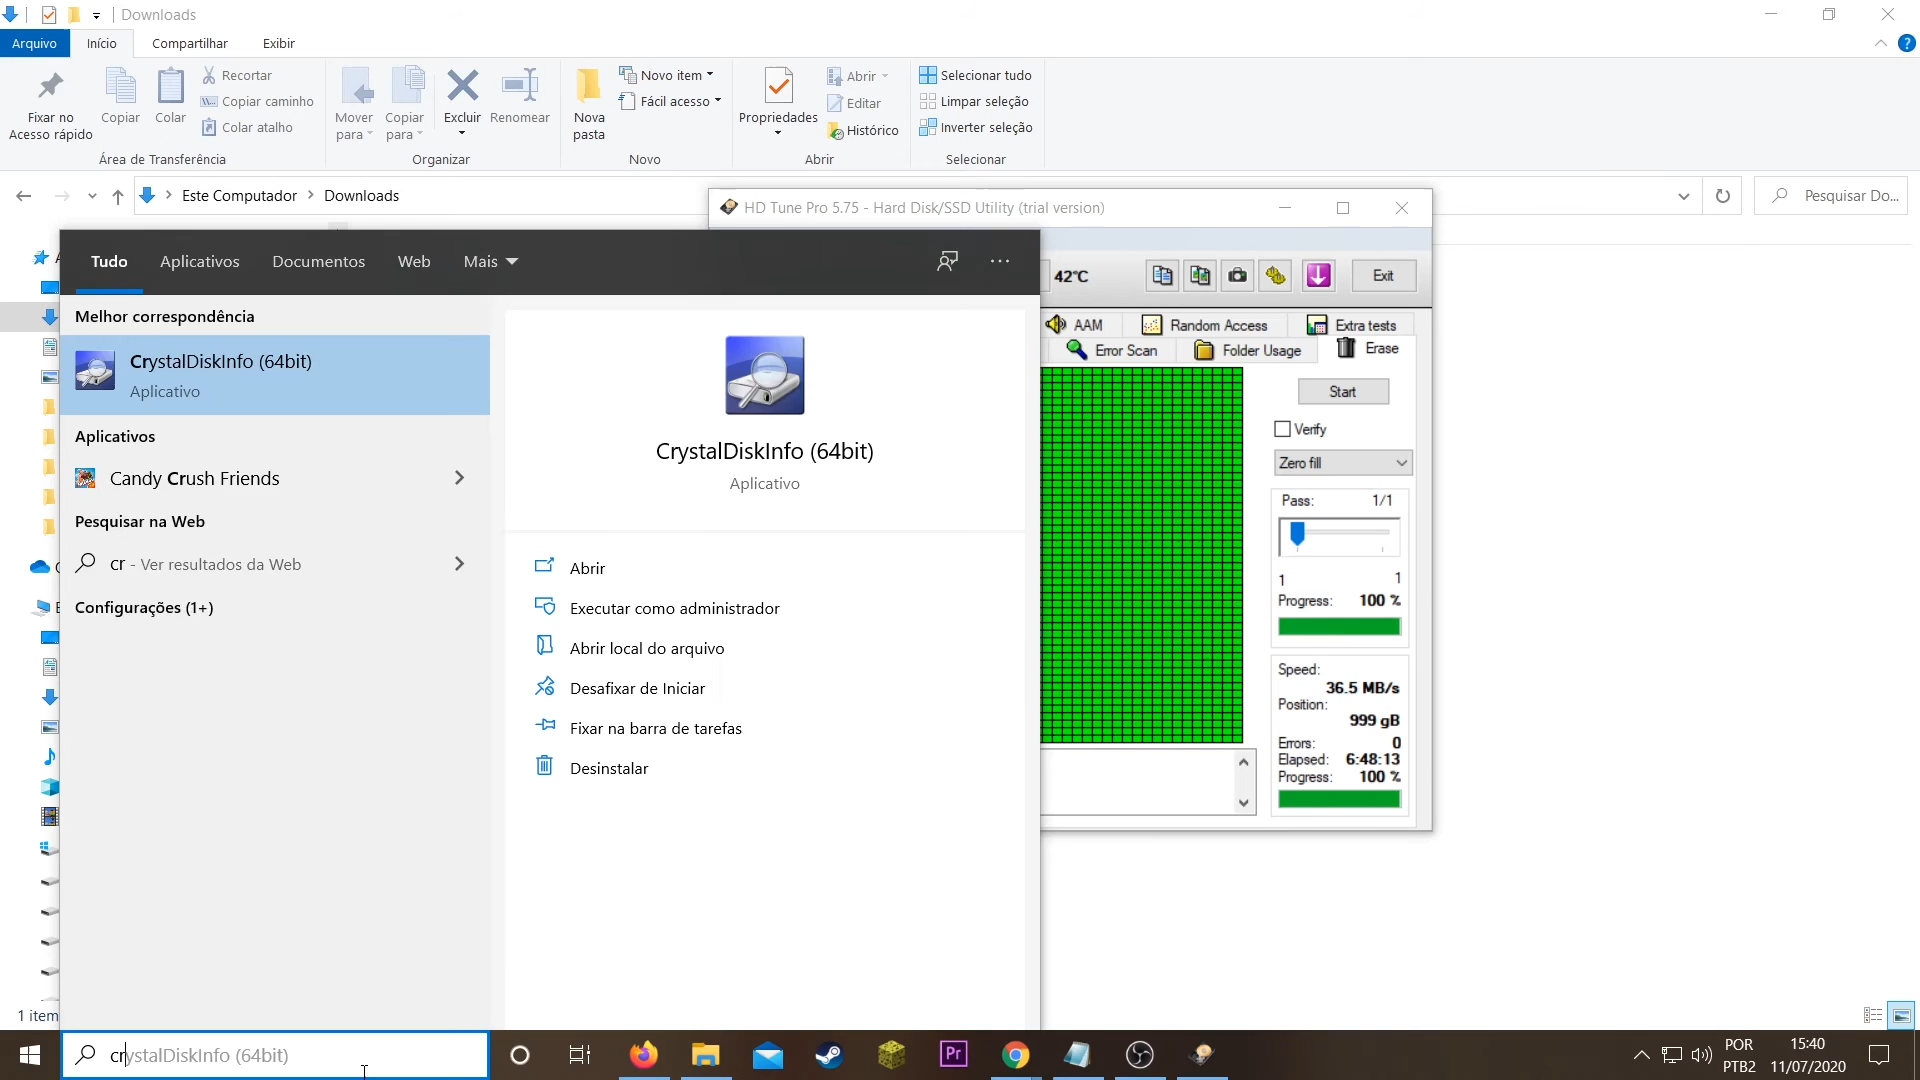 Downloads
Arquivo Início Compartilhar Exibir
Fixar no
Acesso rápido
Copiar
Colar
Recortar
Copiar caminho
Colar atalho
Área de Transferência
Mover
para
Copiar
para
Excluir
Renomear
Organizar
Nova
pasta
Novo item
Fácil acesso
Novo
Propriedades
Abrir
Editar
Histórico
Abrir
Selecionar tudo
Limpar seleção
Inverter seleção
Selecionar
Este Computador Downloads
Pesquisar Do...
HD Tune Pro 5.75 - Hard Disk/SSD Utility (trial version)
42°C
Exit
AAM Random Access Extra tests
Error Scan Folder Usage Erase
Start
Verify
Zero fill
Pass: 1/1
1 1
Progress: 100 %
Speed:
36.5 MB/s
Position:
999 gB
Errors: 0
Elapsed: 6:48:13
Progress: 100 %
Tudo Aplicativos Documentos Web Mais
Melhor correspondência
CrystalDiskInfo (64bit)
Aplicativo
Aplicativos
Candy Crush Friends
Pesquisar na Web
cr - Ver resultados da Web
Configurações (1+)
CrystalDiskInfo (64bit)
Aplicativo
Abrir
Executar como administrador
Abrir local do arquivo
Desafixar de Iniciar
Fixar na barra de tarefas
Desinstalar
1 item
crystalDiskInfo (64bit)
Pr
POR
PTB2
15:40
11/07/2020